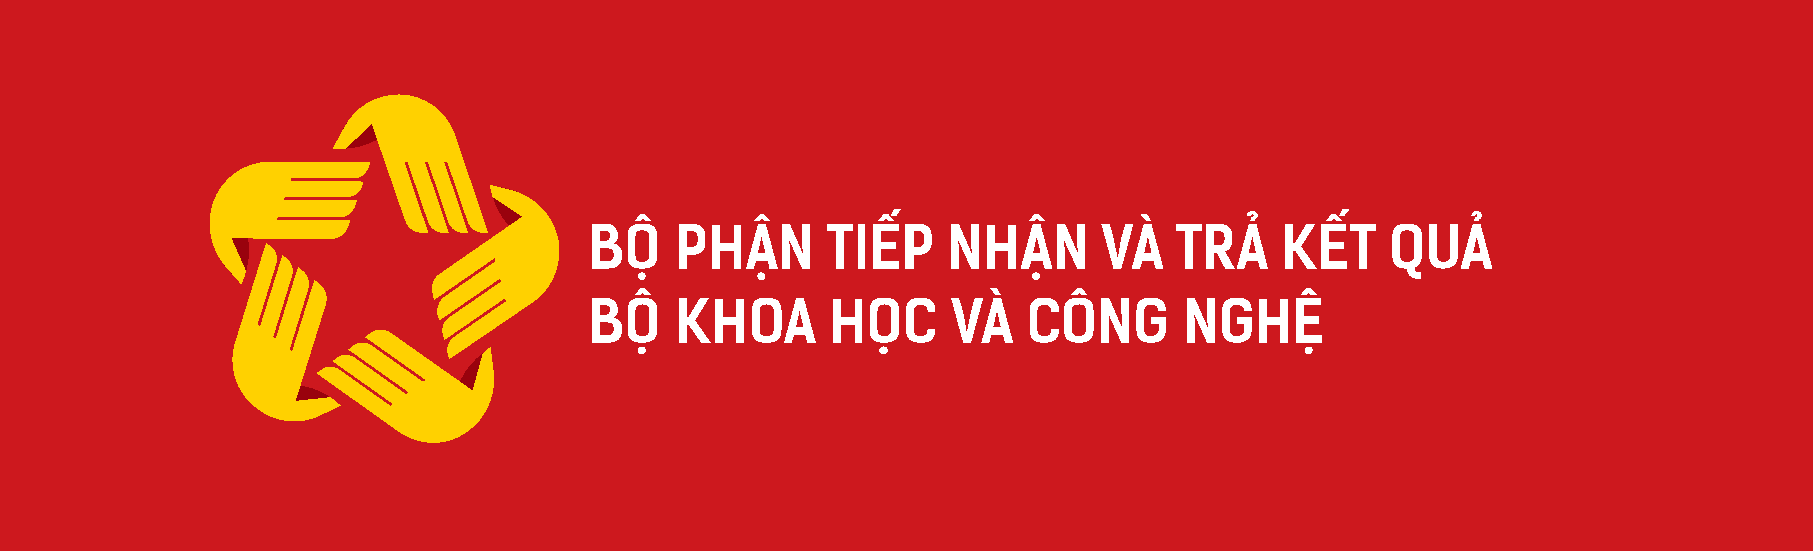 BỘ PHẬN TIẾP NHẬN VÀ TRẢ KẾT QUẢ
BỘ KHOA HỌC VÀ CÔNG NGHỆ